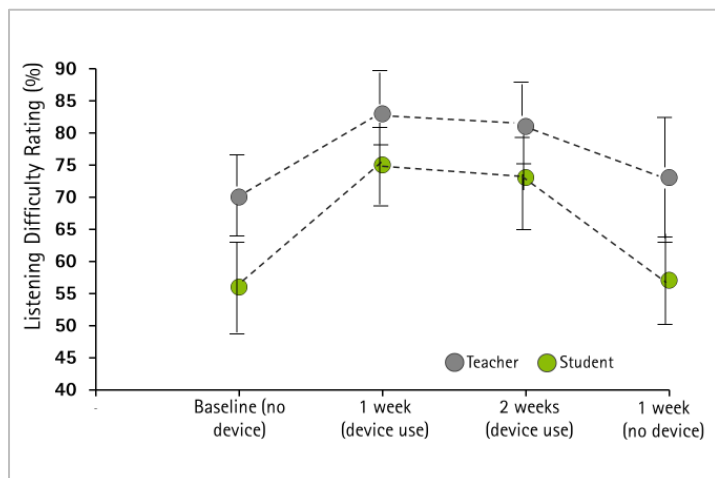 Listening Difficulty Rating (%)
90
85
80
75
70
65
60
55
50
45
40
Teacher
Student
-
Baseline (no
device)
1 week
(device use)
2 weeks
(device use)
1 week
(no device)